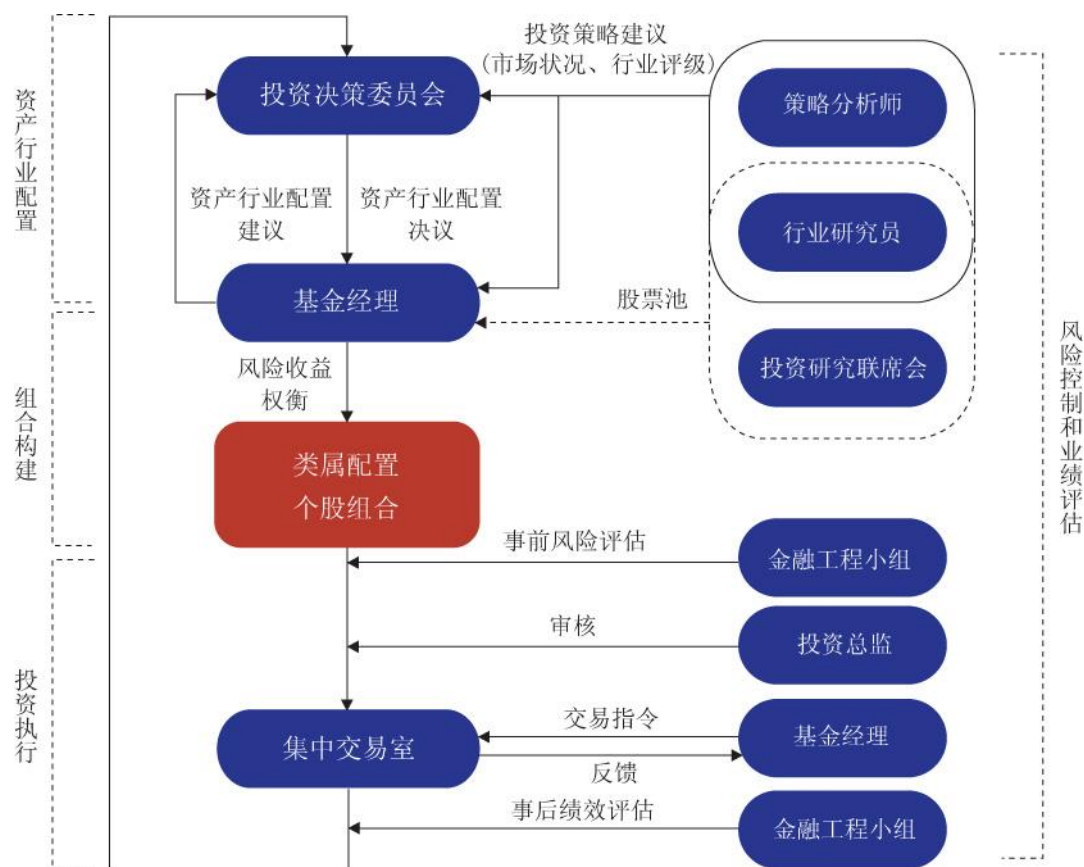 投资策略建议
（市场状况、行业评级）
投资决策委员会
策略分析师
资产行业配置
资产行业配置
建议
资产行业配置
决议
行业研究员
基金经理
股票池
投资研究联席会
风险收益
权衡
组合构建
类属配置
个股组合
风险控制和业绩评估
事前风险评估
金融工程小组
审核
投资总监
投资执行
集中交易室
交易指令
基金经理
反馈
事后绩效评估
金融工程小组